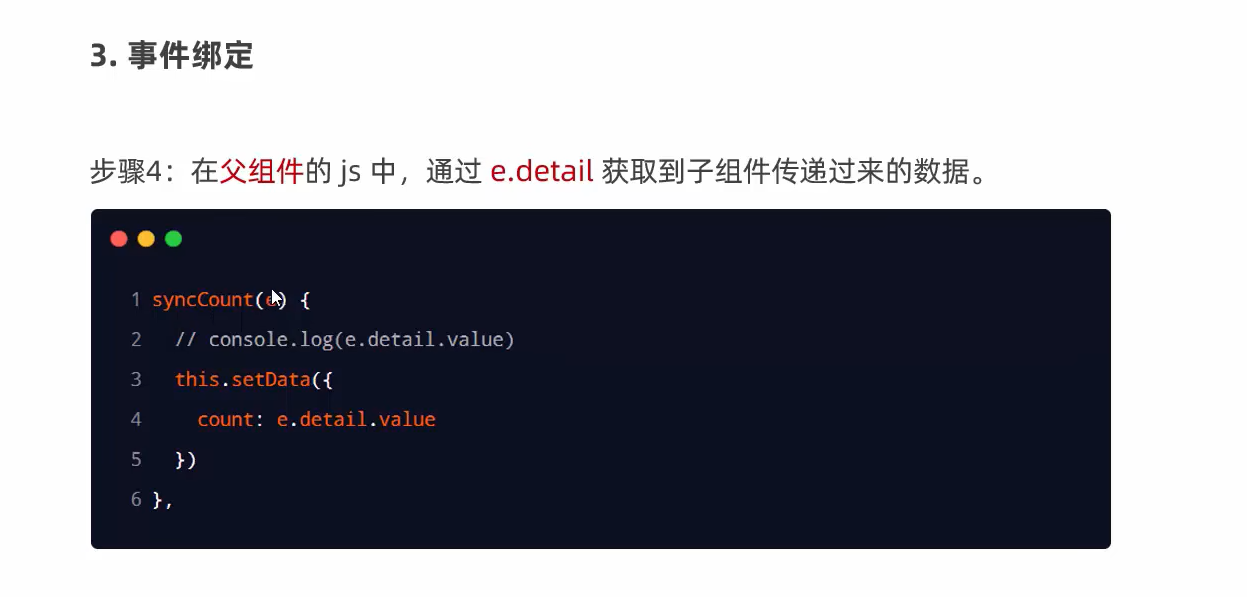 3. 事件绑定
步骤4：在父组件的 js 中，通过 e.detail 获取到子组件传递过来的数据。
1 syncCount(e) {
2   // console.log(e.detail.value)
3   this.setData({
4     count: e.detail.value
5   })
6 },